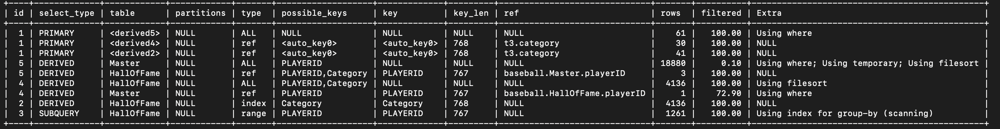 +----+-------------+------------+------------+-------+---------------------+-------------+---------+-------------------------------+-------+----------+----------------------------------------------+
| id | select_type | table      | partitions | type  | possible_keys       | key         | key_len | ref                           | rows  | filtered | Extra                                        |
+----+-------------+------------+------------+-------+---------------------+-------------+---------+-------------------------------+-------+----------+----------------------------------------------+
|  1 | PRIMARY     | <derived5> | NULL       | ALL   | NULL                | NULL        | NULL    | NULL                          |    61 |   100.00 | Using where                                  |
|  1 | PRIMARY     | <derived4> | NULL       | ref   | <auto_key0>         | <auto_key0> | 768     | t3.category                   |    30 |   100.00 | NULL                                         |
|  1 | PRIMARY     | <derived2> | NULL       | ref   | <auto_key0>         | <auto_key0> | 768     | t3.category                   |    41 |   100.00 | NULL                                         |
|  5 | DERIVED     | Master     | NULL       | ALL   | PLAYERID            | NULL        | NULL    | NULL                          | 18880 |     0.10 | Using where; Using temporary; Using filesort |
|  5 | DERIVED     | HallOfFame | NULL       | ref   | PLAYERID,Category   | PLAYERID    | 767     | baseball.Master.playerID      |     3 |   100.00 | NULL                                         |
|  4 | DERIVED     | HallOfFame | NULL       | ALL   | PLAYERID,Category   | NULL        | NULL    | NULL                          |  4136 |   100.00 | Using filesort                               |
|  4 | DERIVED     | Master     | NULL       | ref   | PLAYERID            | PLAYERID    | 767     | baseball.HallOfFame.playerID  |     1 |    72.90 | Using where                                  |
|  2 | DERIVED     | HallOfFame | NULL       | index | Category            | Category    | 768     | NULL                          |  4136 |   100.00 | NULL                                         |
|  3 | SUBQUERY    | HallOfFame | NULL       | range | PLAYERID            | PLAYERID    | 767     | NULL                          |  1261 |   100.00 | Using index for group-by (scanning)          |
+----+-------------+------------+------------+-------+---------------------+-------------+---------+-------------------------------+-------+----------+----------------------------------------------+